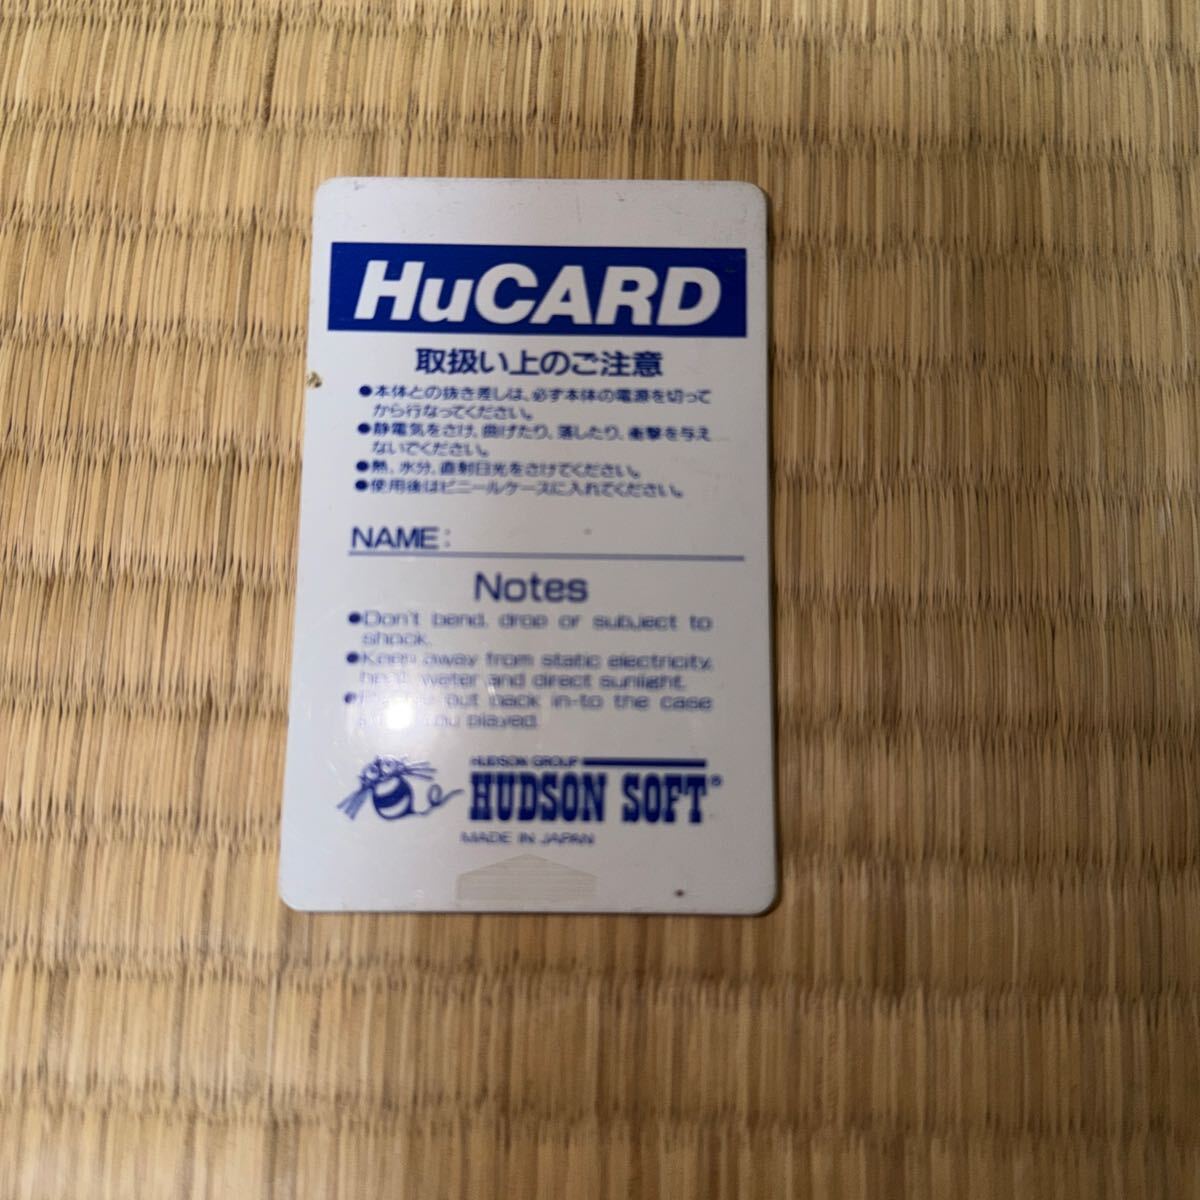 HuCARD
取扱い上のご注意
●本体との抜き差しは、必ず本体の電源を切って
から行なってください。
●静電気をさけ、曲げたり、落したり、衝撃を与え
ないでください。
●熱、水分、直射日光をさけてください。
●使用後はビニールケースに入れてください。
NAME:
Notes
●Don't bend, drop or subject to
shock.
●Keep away from static electricity,
heat, water and direct sunlight.
● put back in-to the case
you played.
HUDSON GROUP
HUDSON SOFT®
MADE IN JAPAN